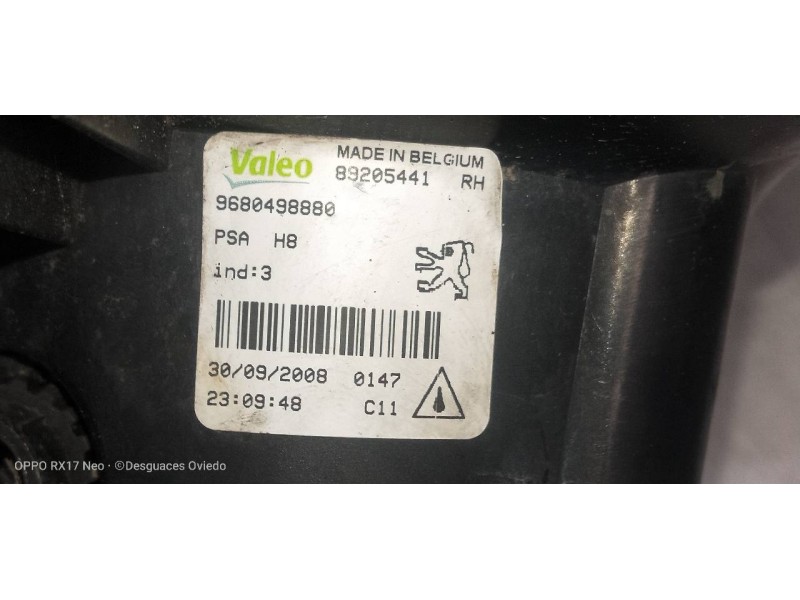 Valeo
MADE IN BELGIUM
89205441 RH
9680498880
PSA H8
ind:3
30/09/2008 0147
23:09:48 C11
OPPO RX17 Neo · ©Desguaces Oviedo